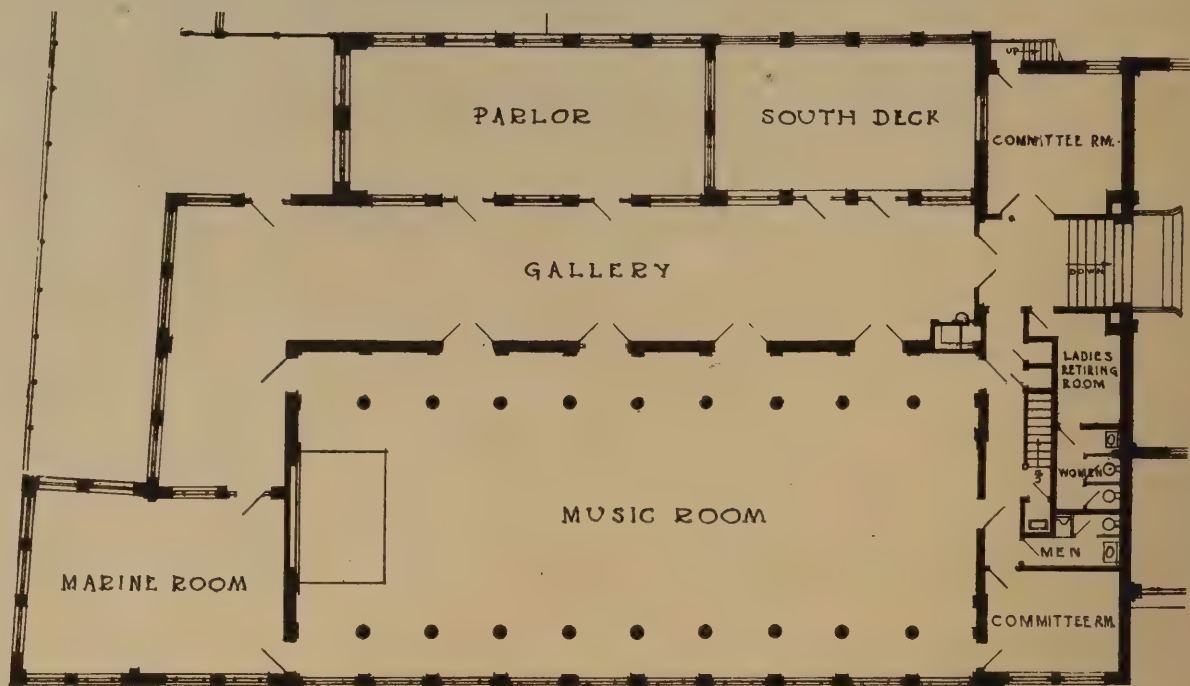 UP
PARLOR
SOUTH DECK
COMMITTEE RM.
GALLERY
DOWN
LADIES
RETIRING
ROOM
WOMEN
UP
MUSIC ROOM
MEN
MARINE ROOM
COMMITTEE RM.